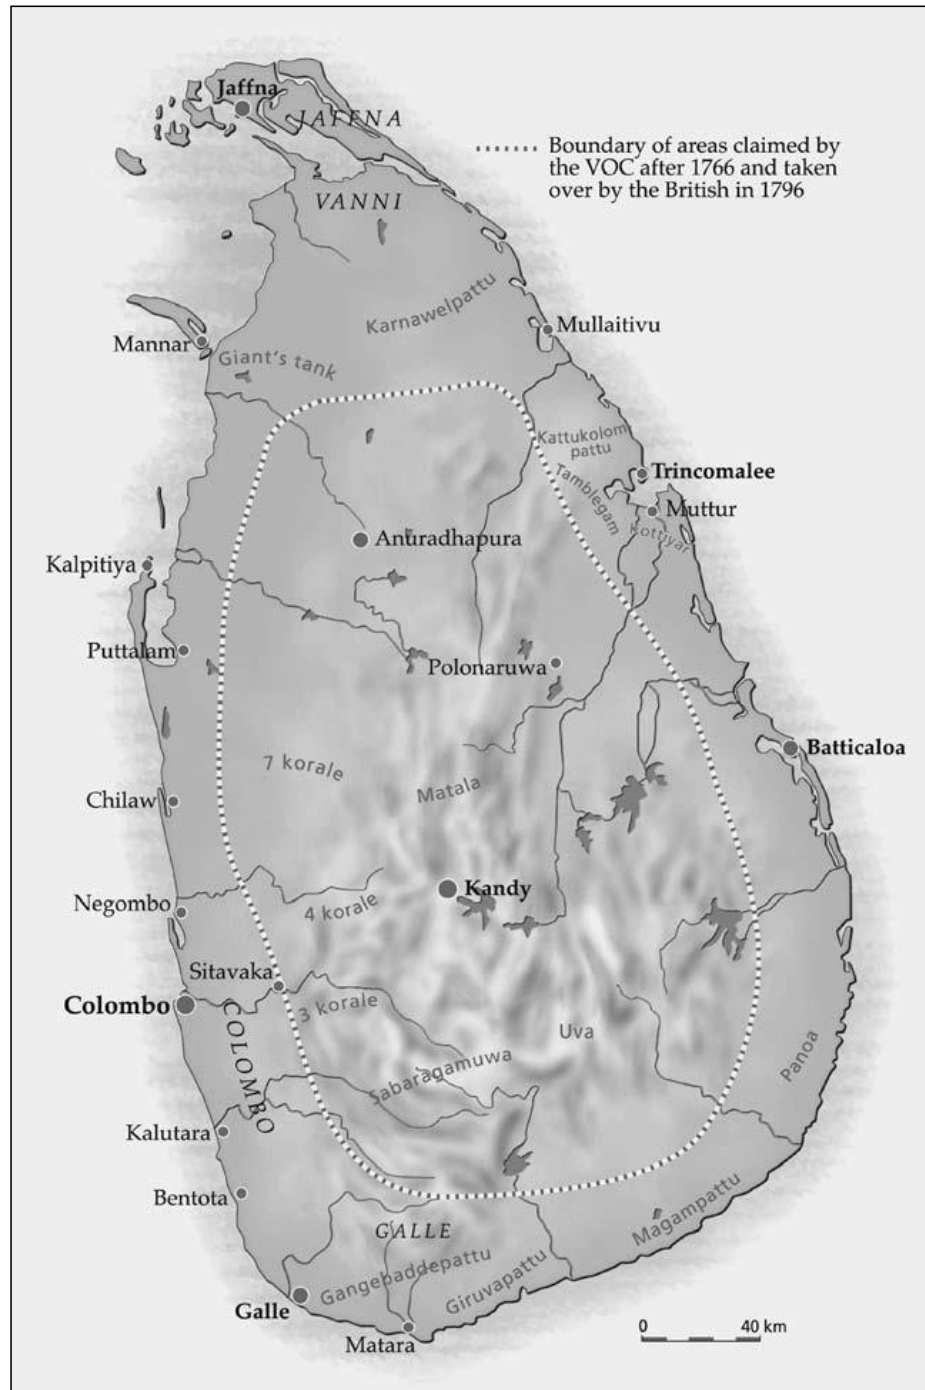 Jaffna
JAFFNA
Boundary of areas claimed by
the VOC after 1766 and taken
over by the British in 1796
VANNI
Karnawelpattu
Mullaitivu
Mannar
Giant's tank
Kattukolom
pattu
Trincomalee
Tamblegam
Muttur
Kottiyar
Anuradhapura
Kalpitiya
Puttalam
Polonaruwa
Batticaloa
7 korale
Matala
Chilaw
Kandy
Negombo
4 korale
Sitavaka
Colombo
COLOMBO
3 korale
Uva
Sabaragamuwa
Panoa
Kalutara
Bentota
GALLE
Magampattu
Gangebaddepattu
Giruvapattu
Galle
Matara
0 40 km